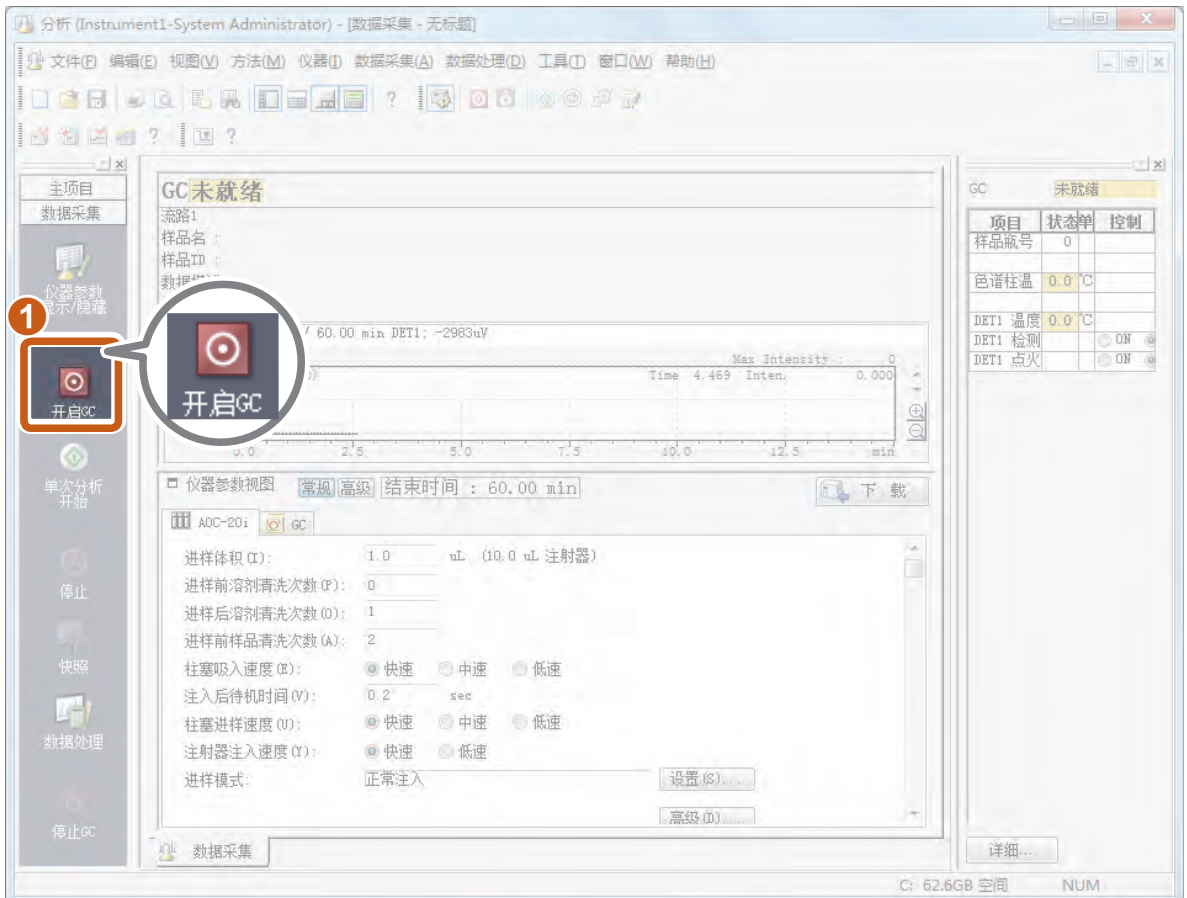 分析 (Instrument1-System Administrator) - [数据采集 - 无标题]
文件(F) 编辑(E) 视图(V) 方法(M) 仪器(I) 数据采集(A) 数据处理(D) 工具(T) 窗口(W) 帮助(H)
主项目
数据采集
仪器参数
显示/隐藏
1
开启GC
单次分析
开始
停止
快照
数据处理
停止GC
GC 未就绪
流路1
样品名 :
样品ID :
开启GC
/ 60.00 min DET1: -2983uV
Max Intensity : 0
Time 4.469 Inten. 0.000
0.0 2.5 5.0 7.5 10.0 12.5 min
仪器参数视图 常规 高级 结束时间 : 60.00 min 下 载
AOC-20i GC
进样体积(I): 1.0 uL (10.0 uL 注射器)
进样前溶剂清洗次数(P): 0
进样后溶剂清洗次数(O): 1
进样前样品清洗次数(A): 2
柱塞吸入速度(E): 快速 中速 低速
注入后待机时间(V): 0.2 sec
柱塞进样速度(U): 快速 中速 低速
注射器注入速度(Y): 快速 低速
进样模式: 正常注入 设置(S)....
高级(D)....
数据采集
GC 未就绪
项目 状态 单 控制
样品瓶号 0
色谱柱温 0.0 ℃
DET1 温度 0.0 ℃
DET1 检测 ON
DET1 点火 ON
详细...
C: 62.6GB 空间 NUM